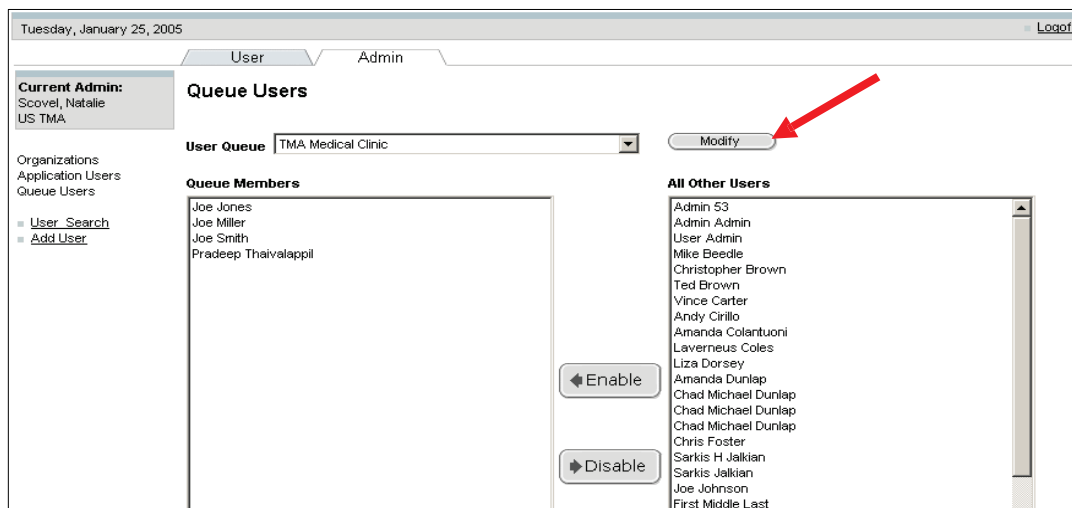 Tuesday, January 25, 2005
Logof
User
Admin
Current Admin:
Scovel, Natalie
US TMA
Organizations
Application Users
Queue Users
User Search
Add User
Queue Users
User Queue TMA Medical Clinic
Modify
Queue Members
Joe Jones
Joe Miller
Joe Smith
Pradeep Thaivalappil
Enable
Disable
All Other Users
Admin 53
Admin Admin
User Admin
Mike Beedle
Christopher Brown
Ted Brown
Vince Carter
Andy Cirillo
Amanda Colantuoni
Laverneus Coles
Liza Dorsey
Amanda Dunlap
Chad Michael Dunlap
Chad Michael Dunlap
Chad Michael Dunlap
Chris Foster
Sarkis H Jalkian
Sarkis Jalkian
Joe Johnson
First Middle Last